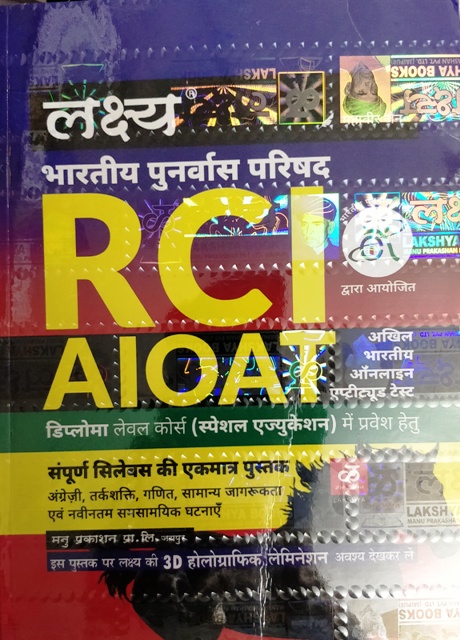 लक्ष्य®
भारतीय पुनर्वास परिषद
RCI
द्वारा आयोजित
AIOAT
अखिल
भारतीय
ऑनलाइन
एप्टीट्यूड टेस्ट
डिप्लोमा लेवल कोर्स (स्पेशल एज्युकेशन) में प्रवेश हेतु
संपूर्ण सिलेबस की एकमात्र पुस्तक
अंग्रेज़ी, तर्कशक्ति, गणित, सामान्य जागरूकता
एवं नवीनतम समसामयिक घटनाएँ
मनु प्रकाशन प्रा. लि. जयपुर
इस पुस्तक पर लक्ष्य की 3D होलोग्राफिक लेमिनेशन अवश्य देखकर लें